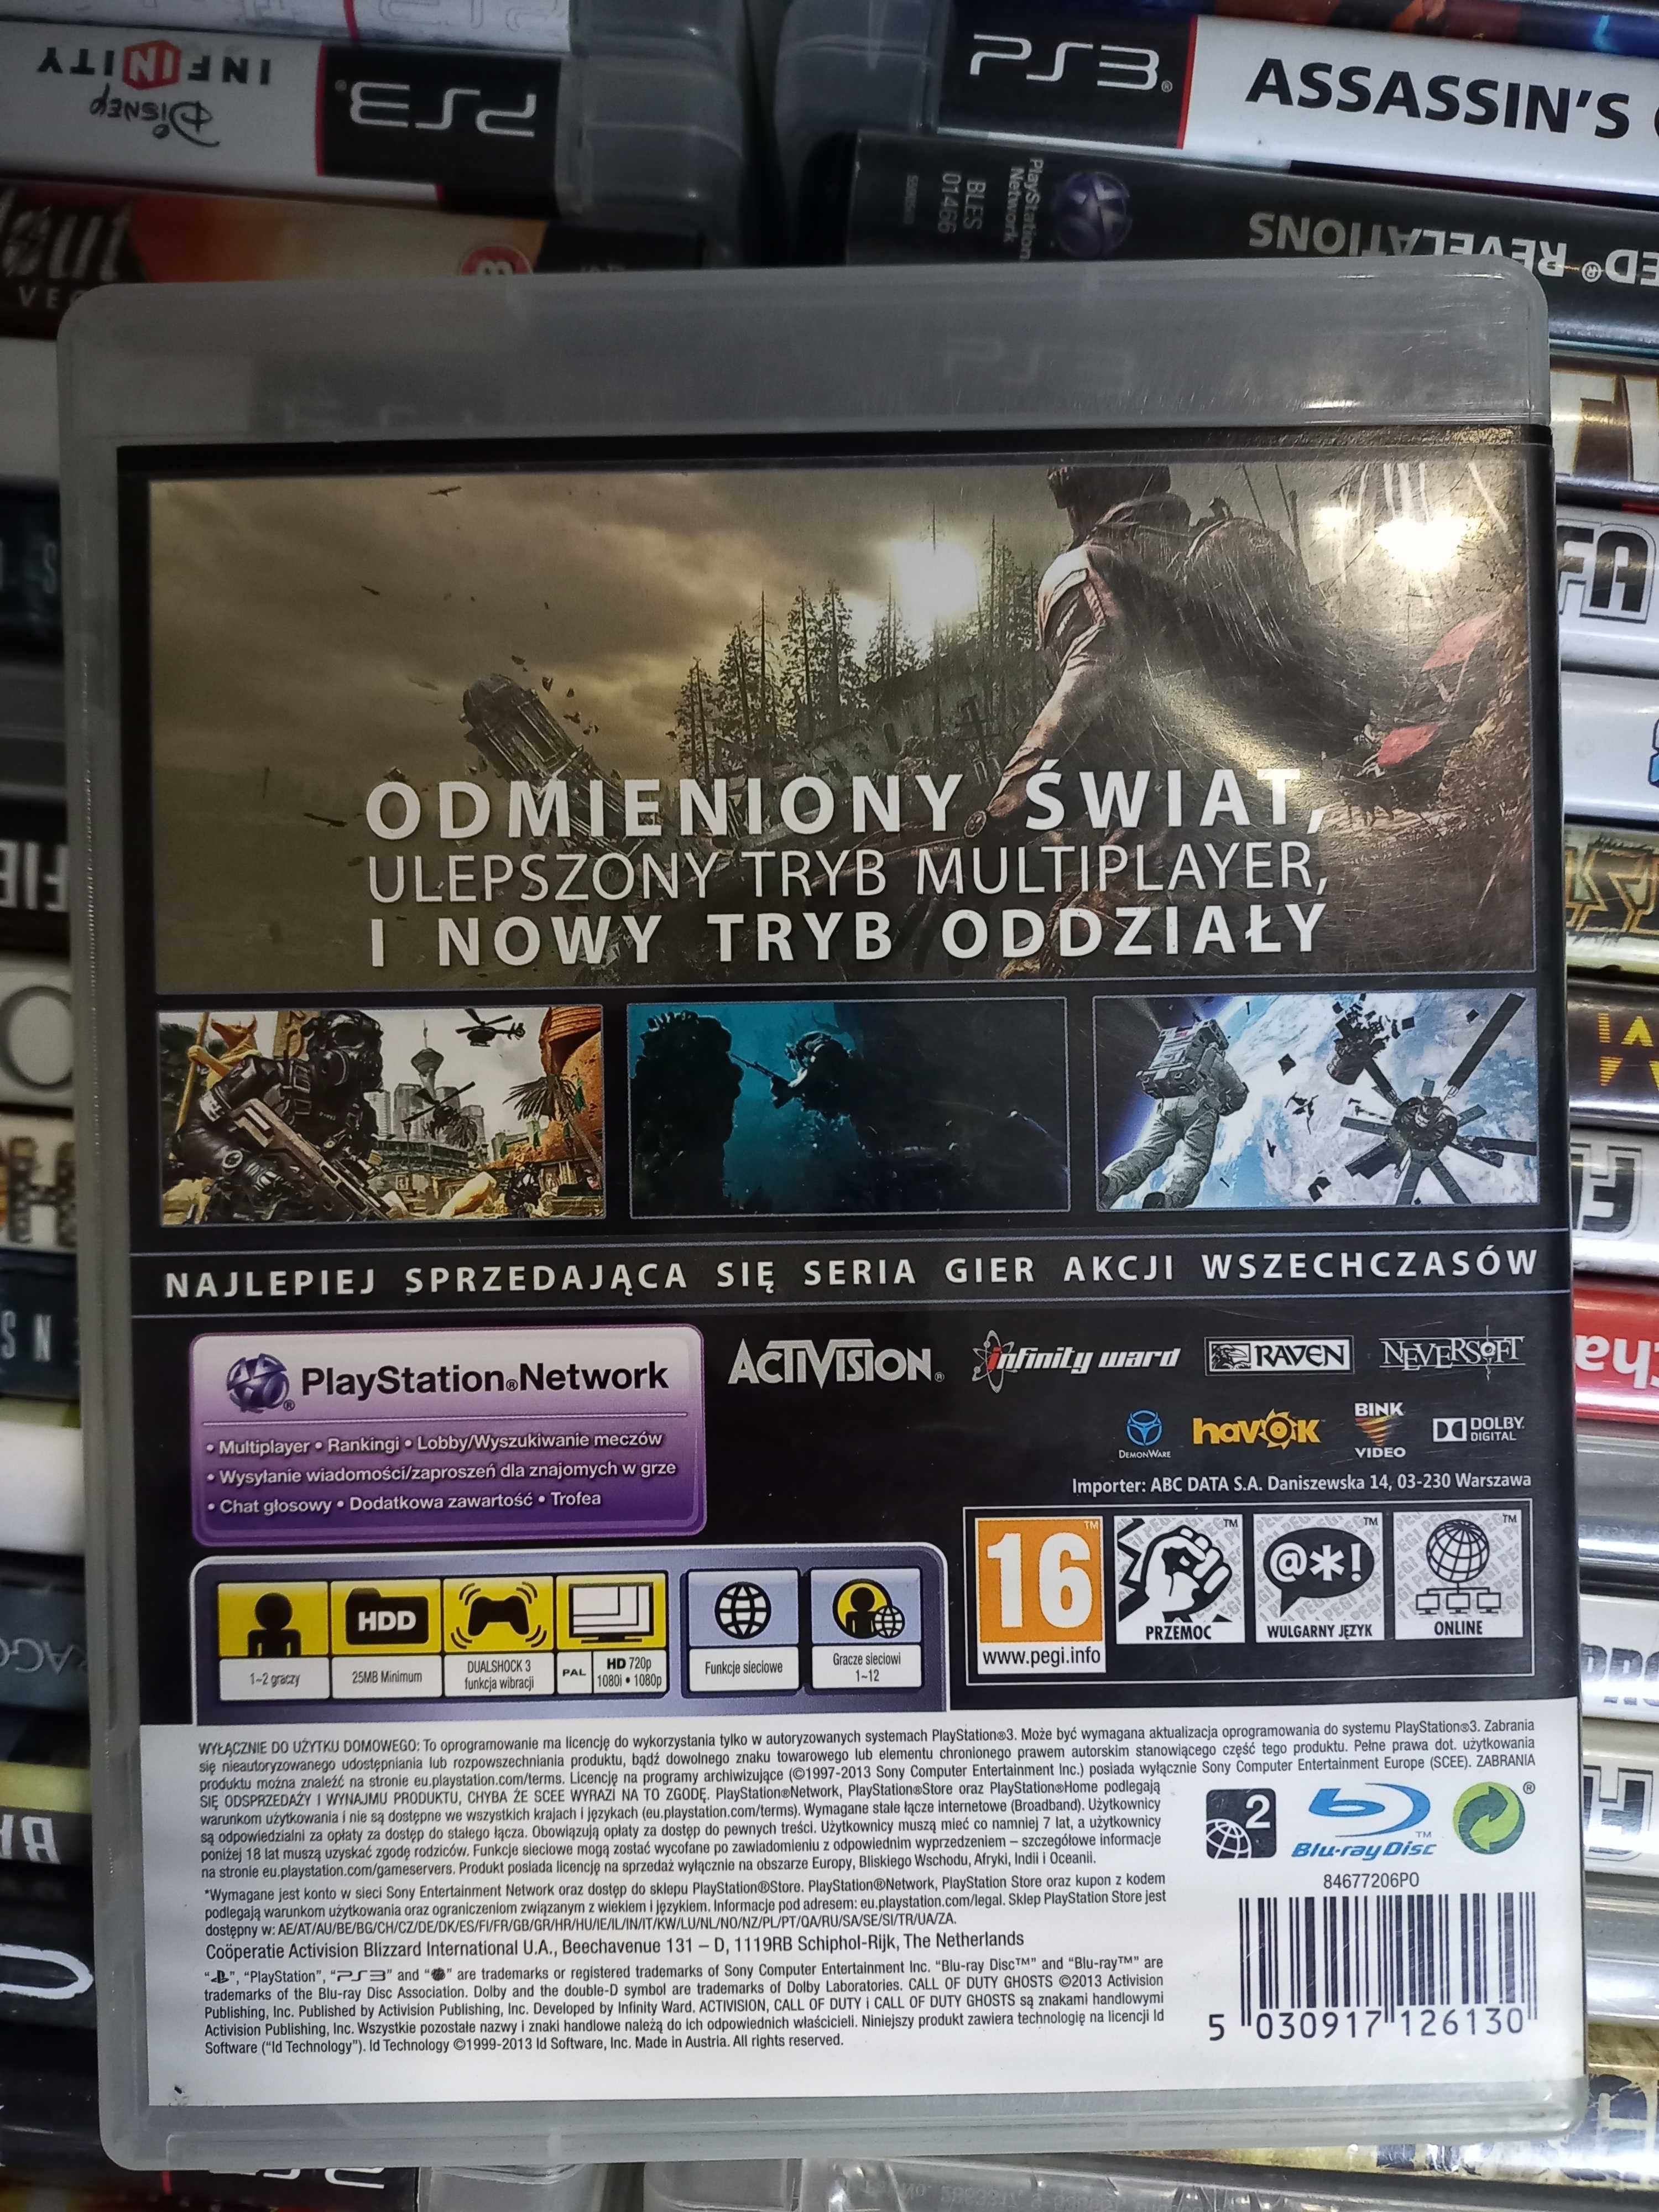 INFINITY
Disney
PS3
PS3
ASSASSIN'S
PlayStation
Network
BLES
01466
REVELATIONS
ODMIENIONY ŚWIAT,
ULEPSZONY TRYB MULTIPLAYER,
I NOWY TRYB ODDZIAŁY
NAJLEPIEJ SPRZEDAJĄCA SIĘ SERIA GIER AKCJI WSZECHCZASÓW
PlayStation®Network
• Multiplayer • Rankingi • Lobby/Wyszukiwanie meczów
• Wysyłanie wiadomości/zaproszeń dla znajomych w grze
• Chat głosowy • Dodatkowa zawartość • Trofea
ACTIVISION® infinity ward RAVEN NEVERSOFT
DEMONWARE havok BINK VIDEO DOLBY DIGITAL
Importer: ABC DATA S.A. Daniszewska 14, 03-230 Warszawa
HDD
1~2 graczy
25MB Minimum
DUALSHOCK 3
funkcja wibracji
PAL
HD 720p
1080i • 1080p
Funkcje sieciowe
Gracze sieciowi
1~12
16
www.pegi.info
PRZEMOC
@*!
WULGARNY JĘZYK
ONLINE
WYŁĄCZNIE DO UŻYTKU DOMOWEGO: To oprogramowanie ma licencję do wykorzystania tylko w autoryzowanych systemach PlayStation®3. Może być wymagana aktualizacja oprogramowania do systemu PlayStation®3. Zabrania
się nieautoryzowanego udostępniania lub rozpowszechniania produktu, bądź dowolnego znaku towarowego lub elementu chronionego prawem autorskim stanowiącego część tego produktu. Pełne prawa dot. użytkowania
produktu można znaleźć na stronie eu.playstation.com/terms. Licencję na programy archiwizujące (©1997-2013 Sony Computer Entertainment Inc.) posiada wyłącznie Sony Computer Entertainment Europe (SCEE). ZABRANIA
SIĘ ODSPRZEDAŻY I WYNAJMU PRODUKTU, CHYBA ŻE SCEE WYRAZI NA TO ZGODĘ. PlayStation®Network, PlayStation®Store oraz PlayStation®Home podlegają
warunkom użytkowania i nie są dostępne we wszystkich krajach i językach (eu.playstation.com/terms). Wymagane stałe łącze internetowe (Broadband). Użytkownicy
są odpowiedzialni za opłaty za dostęp do stałego łącza. Obowiązują opłaty za dostęp do pewnych treści. Użytkownicy muszą mieć co namniej 7 lat, a użytkownicy
poniżej 18 lat muszą uzyskać zgodę rodziców. Funkcje sieciowe mogą zostać wycofane po zawiadomieniu z odpowiednim wyprzedzeniem – szczegółowe informacje
na stronie eu.playstation.com/gameservers. Produkt posiada licencję na sprzedaż wyłącznie na obszarze Europy, Bliskiego Wschodu, Afryki, Indii i Oceanii.
*Wymagane jest konto w sieci Sony Entertainment Network oraz dostęp do sklepu PlayStation®Store. PlayStation®Network, PlayStation Store oraz kupon z kodem
podlegają warunkom użytkowania oraz ograniczeniom związanym z wiekiem i językiem. Informacje pod adresem: eu.playstation.com/legal. Sklep PlayStation Store jest
dostępny w: AE/AT/AU/BE/BG/CH/CZ/DE/DK/ES/FI/FR/GB/GR/HR/HU/IE/IL/IN/IT/KW/LU/NL/NO/NZ/PL/PT/QA/RU/SA/SE/SI/TR/UA/ZA.
Coöperatie Activision Blizzard International U.A., Beechavenue 131 – D, 1119RB Schiphol-Rijk, The Netherlands
"", "PlayStation", "PS3" and "" are trademarks or registered trademarks of Sony Computer Entertainment Inc. "Blu-ray Disc™" and "Blu-ray™" are
trademarks of the Blu-ray Disc Association. Dolby and the double-D symbol are trademarks of Dolby Laboratories. CALL OF DUTY GHOSTS ©2013 Activision
Publishing, Inc. Published by Activision Publishing, Inc. Developed by Infinity Ward. ACTIVISION, CALL OF DUTY i CALL OF DUTY GHOSTS są znakami handlowymi
Activision Publishing, Inc. Wszystkie pozostałe nazwy i znaki handlowe należą do ich odpowiednich właścicieli. Niniejszy produkt zawiera technologię na licencji Id
Software ("Id Technology"). Id Technology ©1999-2013 Id Software, Inc. Made in Austria. All rights reserved.
2
Blu-ray Disc™
84677206PO
5 030917 126130